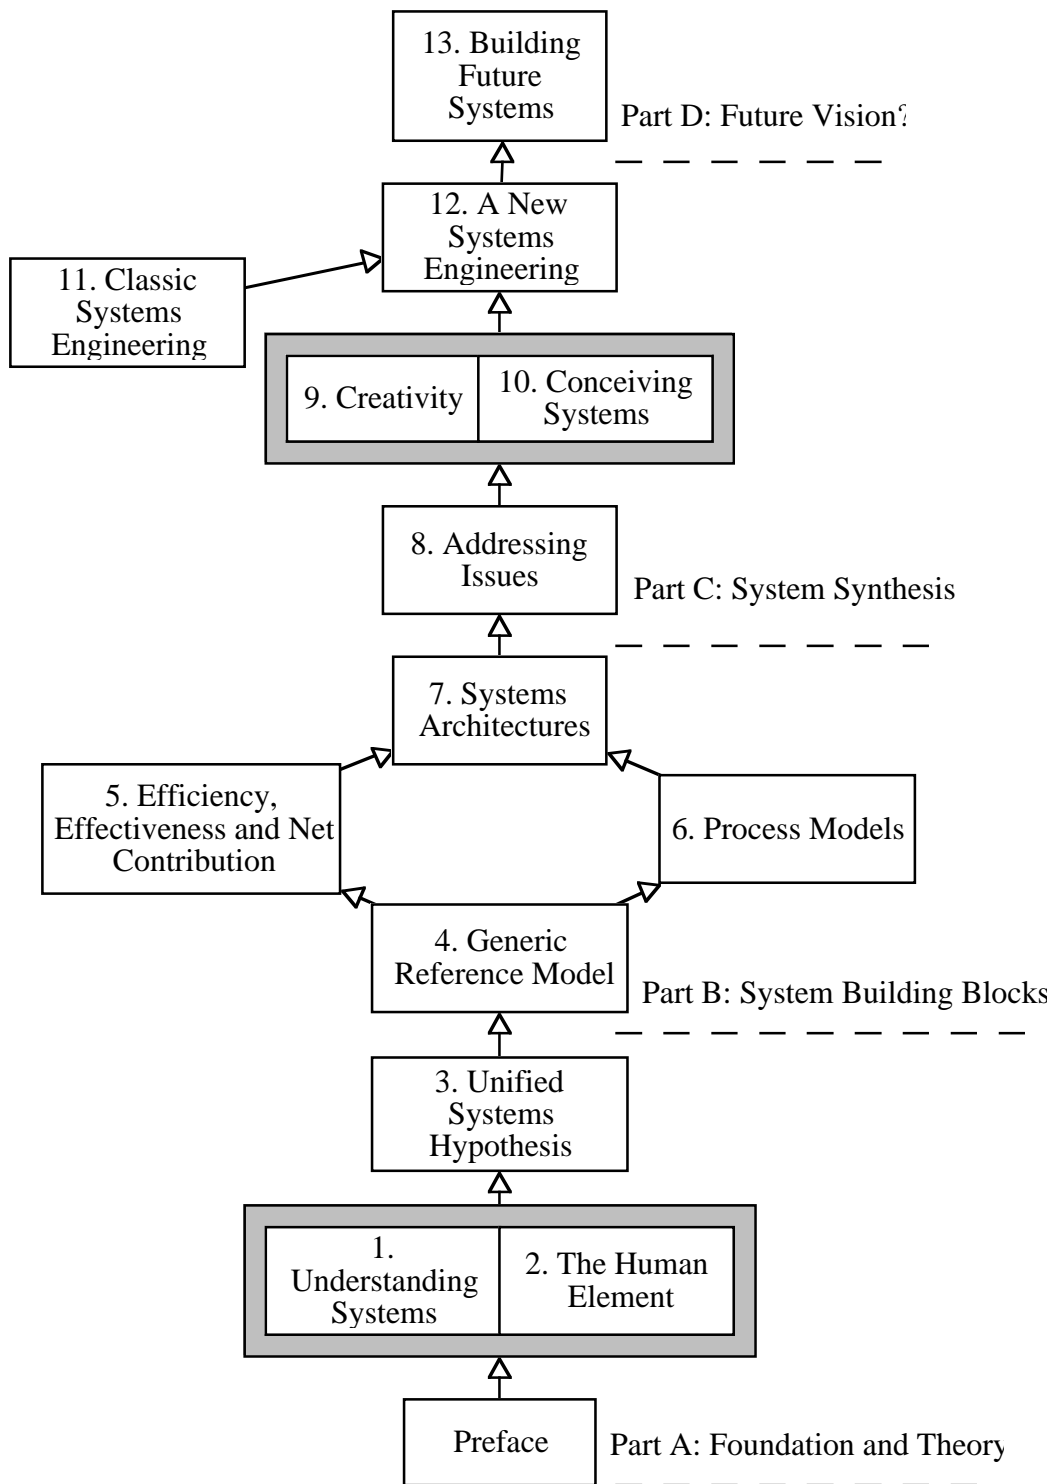 13. Building
Future
Systems
Part D: Future Vision?
12. A New
Systems
Engineering
11. Classic
Systems
Engineering
9. Creativity
10. Conceiving
Systems
8. Addressing
Issues
Part C: System Synthesis
7. Systems
Architectures
5. Efficiency,
Effectiveness and Net
Contribution
6. Process Models
4. Generic
Reference Model
Part B: System Building Blocks
3. Unified
Systems
Hypothesis
1.
Understanding
Systems
2. The Human
Element
Preface
Part A: Foundation and Theory